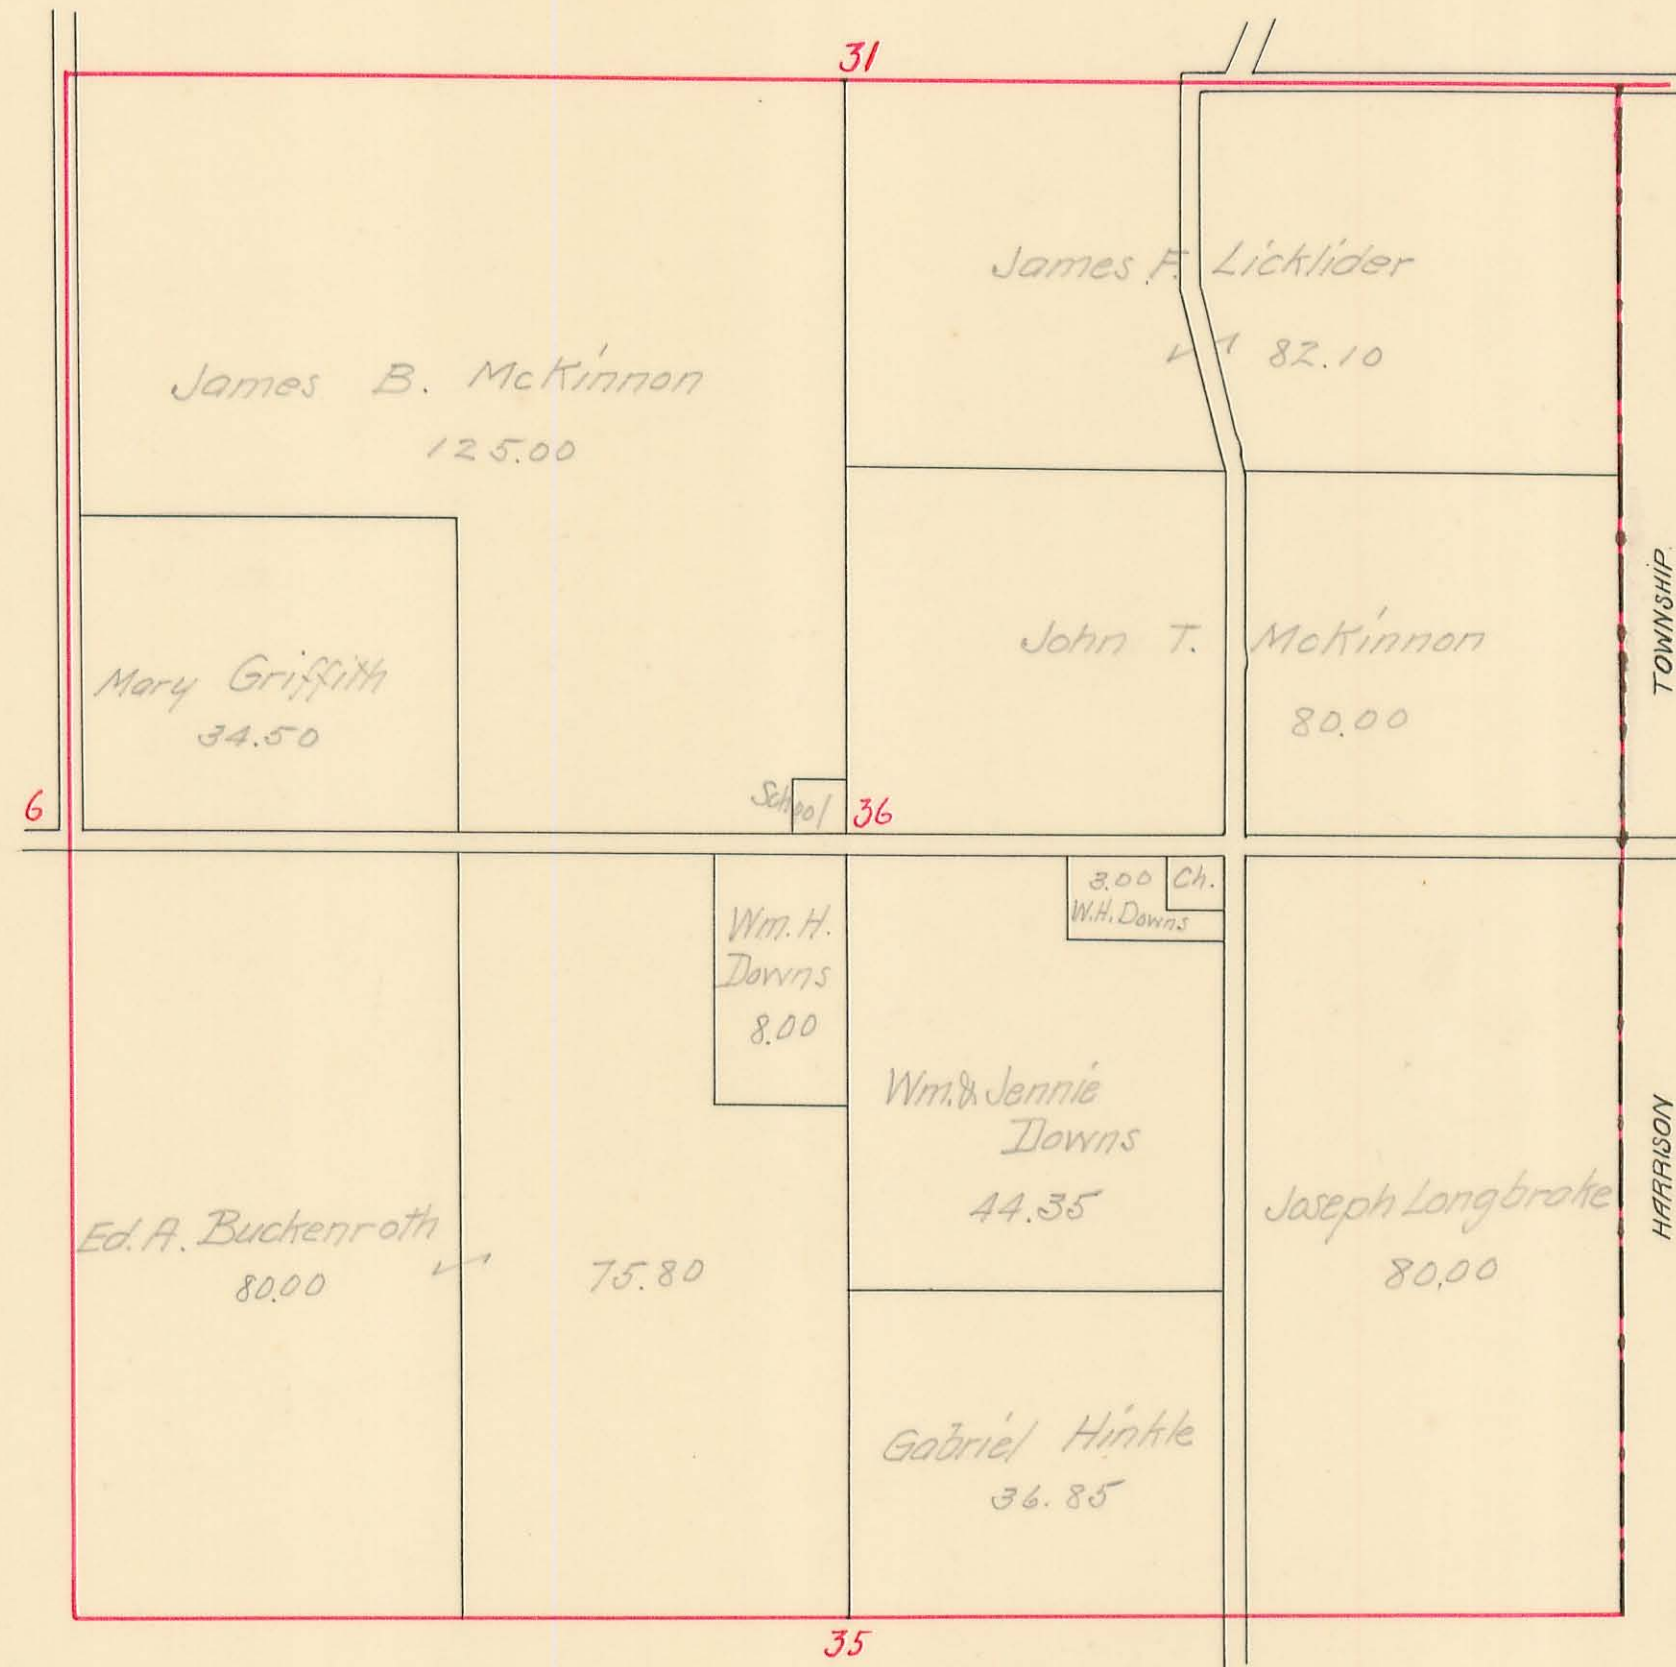 31
James F. Licklider
82.10
James B. McKinnon
125.00
John T. McKinnon
80.00
Mary Griffith
34.50
School
6
36
TOWNSHIP
HARRISON
3.00 Ch.
W.H. Downs
Wm. H.
Downs
8.00
Wm. & Jennie
Downs
44.35
Joseph Longbrake
80.00
Ed. A. Buckenroth
80.00
75.80
Gabriel Hinkle
36.85
35